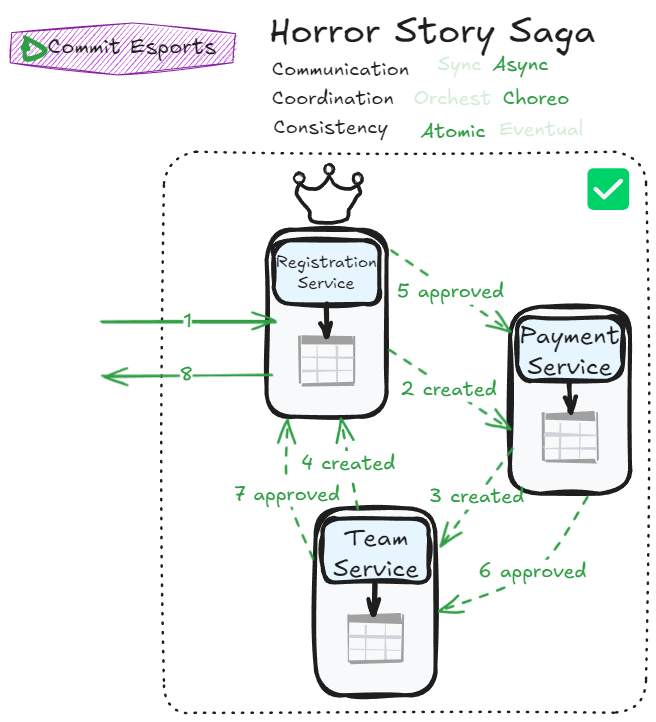 Commit Esports
Horror Story Saga
Communication Sync Async
Coordination Orchest Choreo
Consistency Atomic Eventual
Registration
Service
5 approved
1
Payment
Service
8
2 created
4 created
7 approved
3 created
Team
Service
6 approved